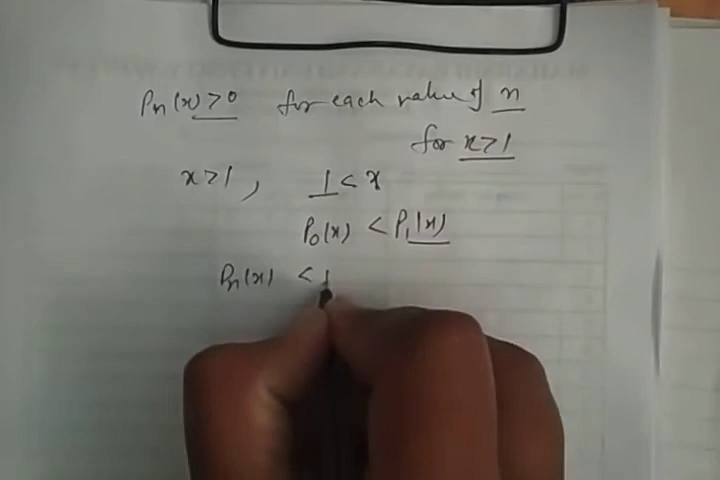 Pn(x) > 0 for each value of n
for x > 1
x > 1, 1 < x
P0(x) < P1(x)
Pn(x) <